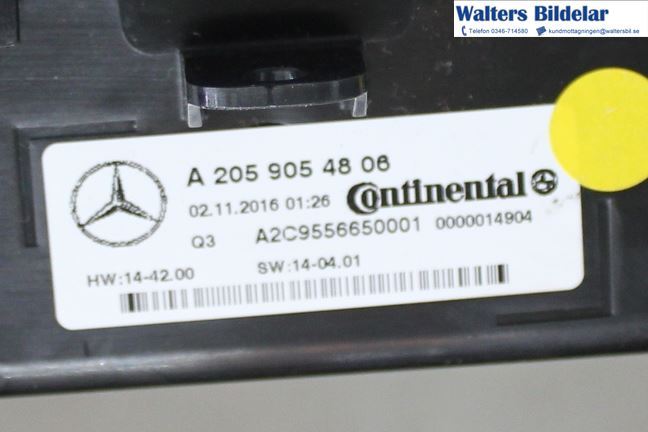 Walters Bildelar
Telefon 0346-714580 kundmottagningen@waltersbil.se
A 205 905 48 06
02.11.2016 01:26 Continental
Q3 A2C9556650001 0000014904
HW:14-42.00 SW:14-04.01